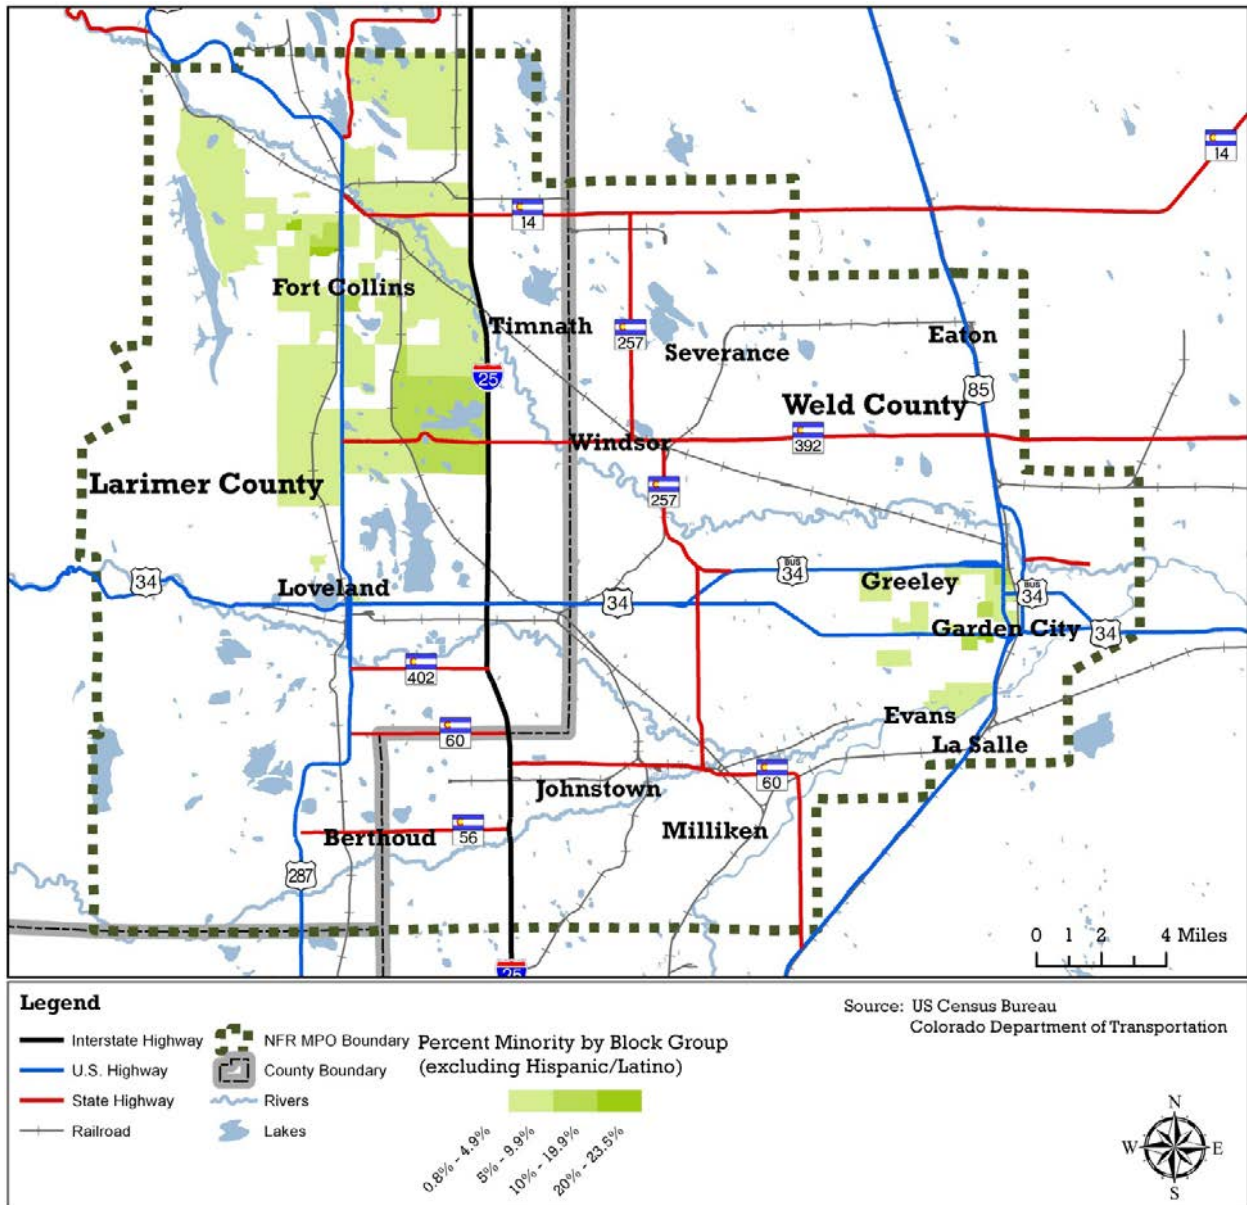 14
14
Fort Collins
Timnath
257
Severance
Eaton
25
85
Weld County
Windsor
392
Larimer County
257
34
Loveland
34
BUS
34
Greeley
BUS
34
Garden City
34
402
Evans
60
La Salle
Johnstown
60
Milliken
Berthoud
56
287
25
0 1 2 4 Miles
Legend
Interstate Highway
U.S. Highway
State Highway
Railroad
NFR MPO Boundary
County Boundary
Rivers
Lakes
Percent Minority by Block Group
(excluding Hispanic/Latino)
0.8% - 4.9%
5% - 9.9%
10% - 19.9%
20% - 23.5%
Source: US Census Bureau
Colorado Department of Transportation
N
W E
S